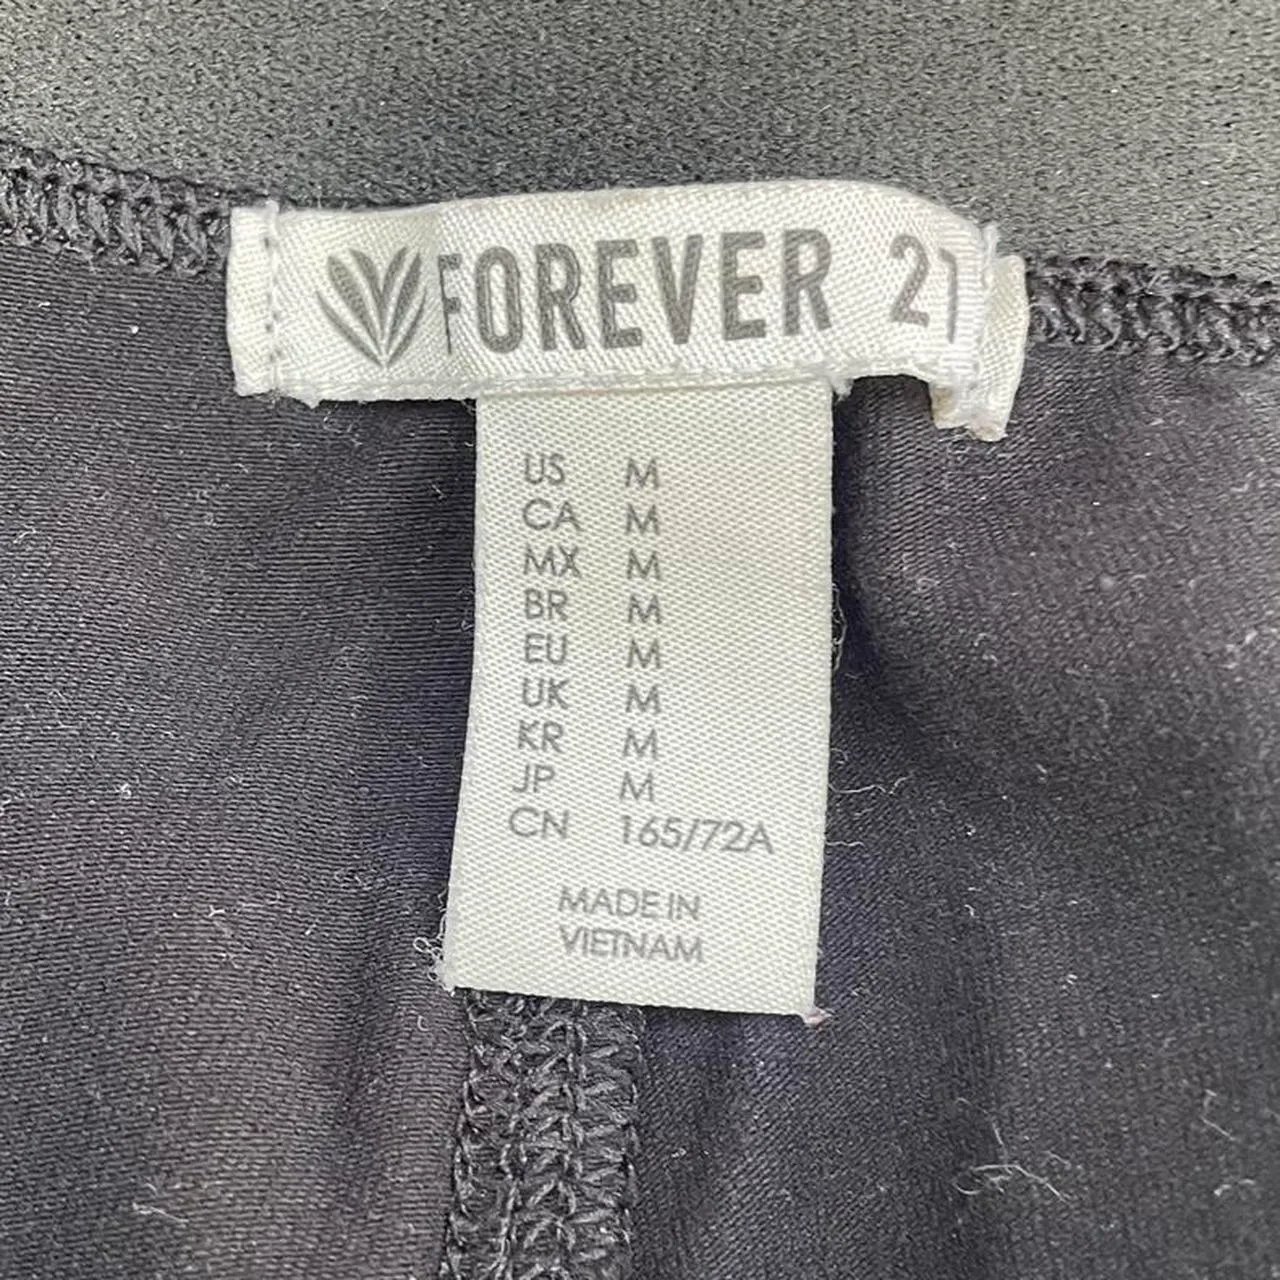 FOREVER 21
US M
CA M
MX M
BR M
EU M
UK M
KR M
JP M
CN 165/72A
MADE IN
VIETNAM